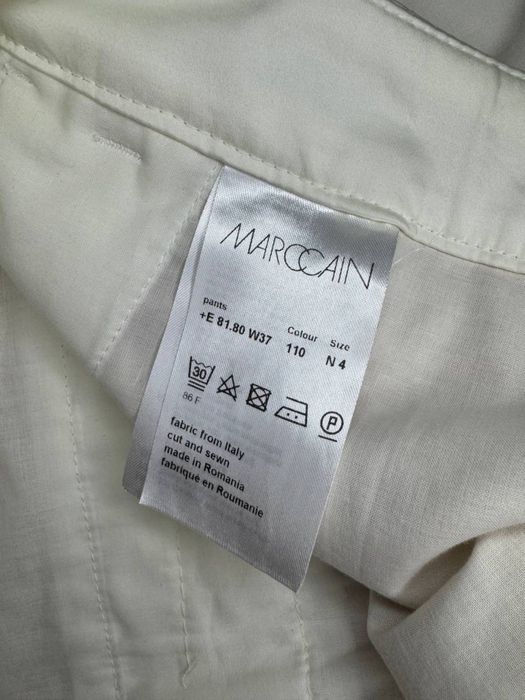 MARCCAIN
pants
+E 81.80 W37
Colour
110
Size
N 4
30
P
86 F
fabric from Italy
cut and sewn
made in Romania
fabriqué en Roumanie